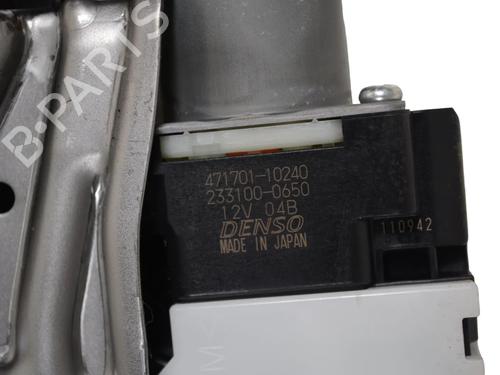 B-PARTS
471701-10240
233100-0650
12V 04B
DENSO
MADE IN JAPAN
110942